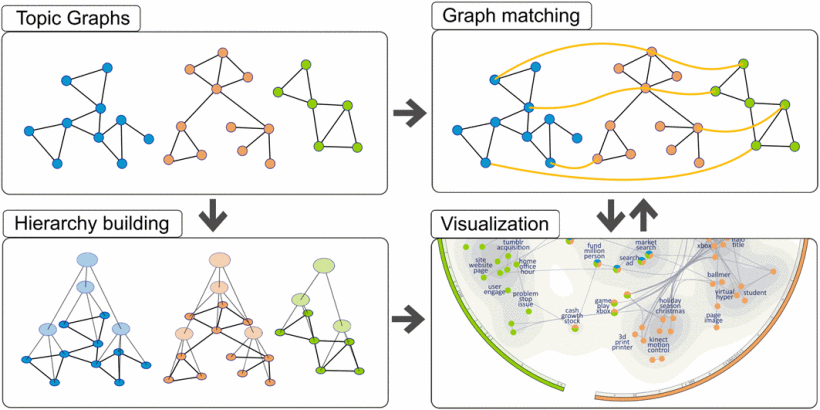 Topic Graphs
Graph matching
Hierarchy building
Visualization
tumblr
acquisition
site
website
page
home
office
hour
user
engage
problem
stop
issue
cash
growth
stock
fund
million
person
market
search
search
ad
game
play
xbox
xbox
halo
title
ballmer
virtual
hyper
student
holiday
season
christmas
page
image
3d
print
printer
kinect
motion
control